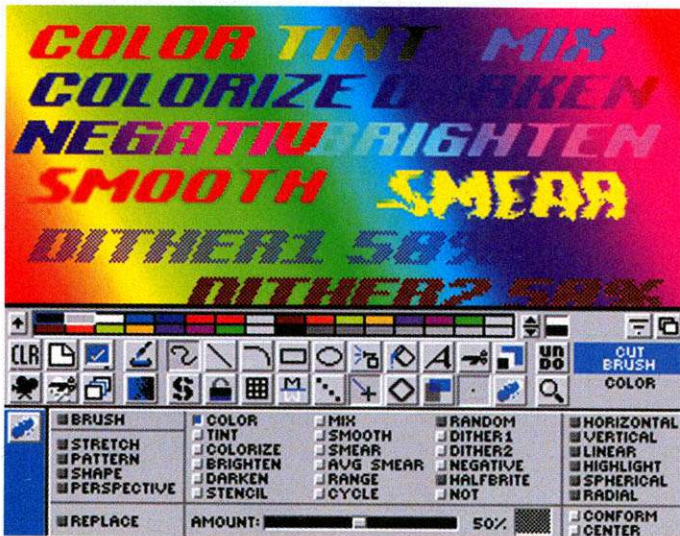 COLOR TINT MIX
COLORIZE DARKEN
NEGATIV BRIGHTEN
SMOOTH SMEAR
DITHER1 58%
DITHER2 58%
CLR A UN DO CUT BRUSH
$ COLOR
BRUSH
STRETCH
PATTERN
SHAPE
PERSPECTIVE
REPLACE
COLOR
TINT
COLORIZE
BRIGHTEN
DARKEN
STENCIL
MIX
SMOOTH
SMEAR
AVG SMEAR
RANGE
CYCLE
RANDOM
DITHER1
DITHER2
NEGATIVE
HALFBRITE
NOT
AMOUNT: 50%
HORIZONTAL
VERTICAL
LINEAR
HIGHLIGHT
SPHERICAL
RADIAL
CONFORM
CENTER